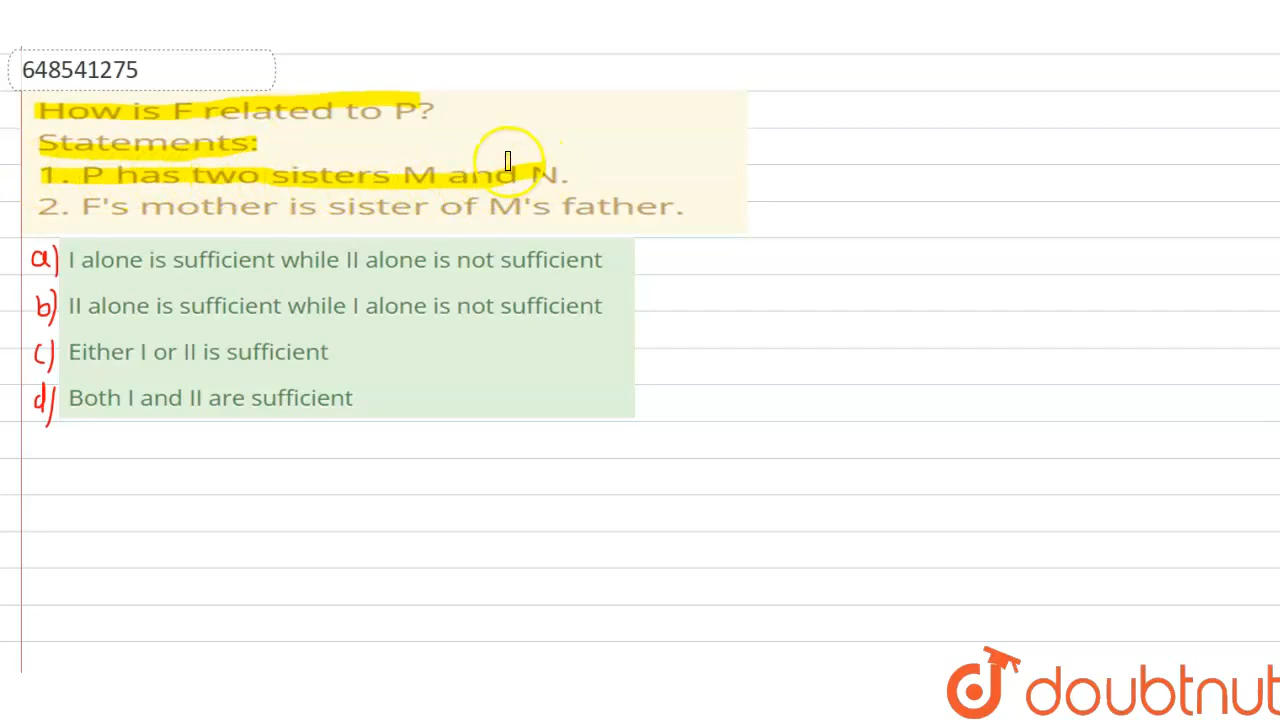 648541275
How is F related to P?
Statements:
1. P has two sisters M and N.
2. F's mother is sister of M's father.
a) I alone is sufficient while II alone is not sufficient
b) II alone is sufficient while I alone is not sufficient
c) Either I or II is sufficient
d) Both I and II are sufficient
doubtnut